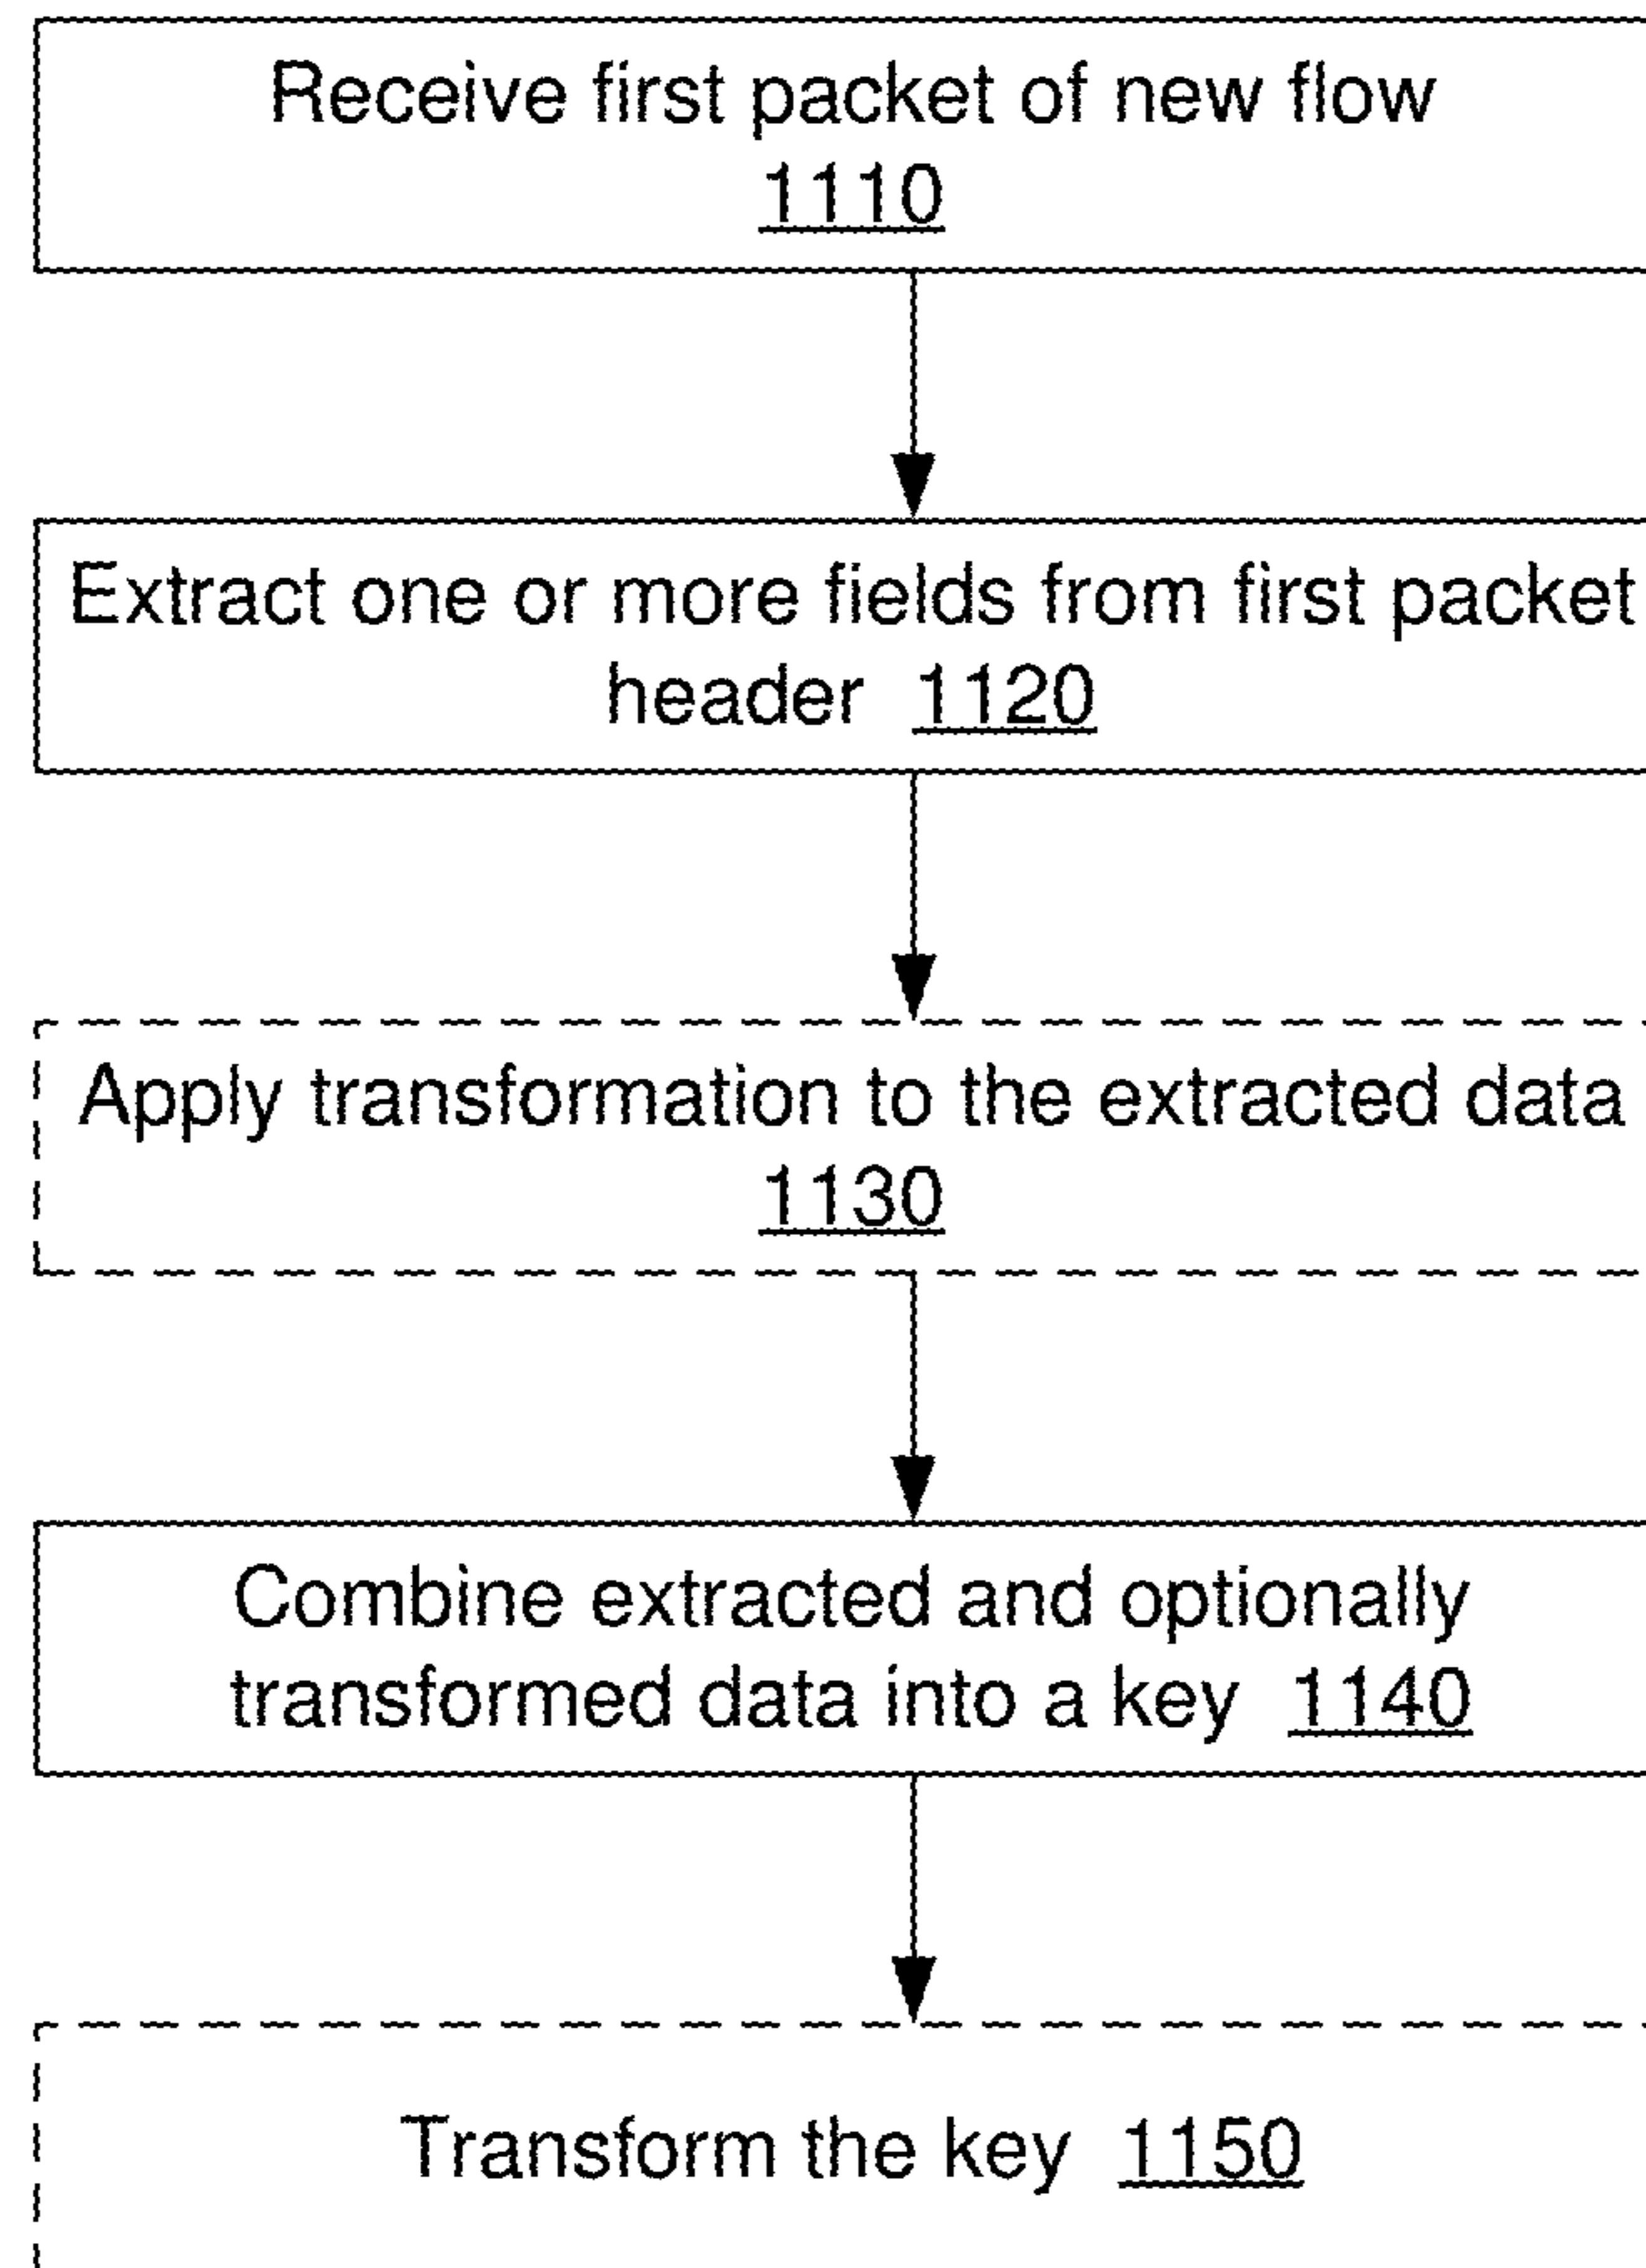 Receive first packet of new flow
1110
Extract one or more fields from first packet
header 1120
Apply transformation to the extracted data
1130
Combine extracted and optionally
transformed data into a key 1140
Transform the key 1150